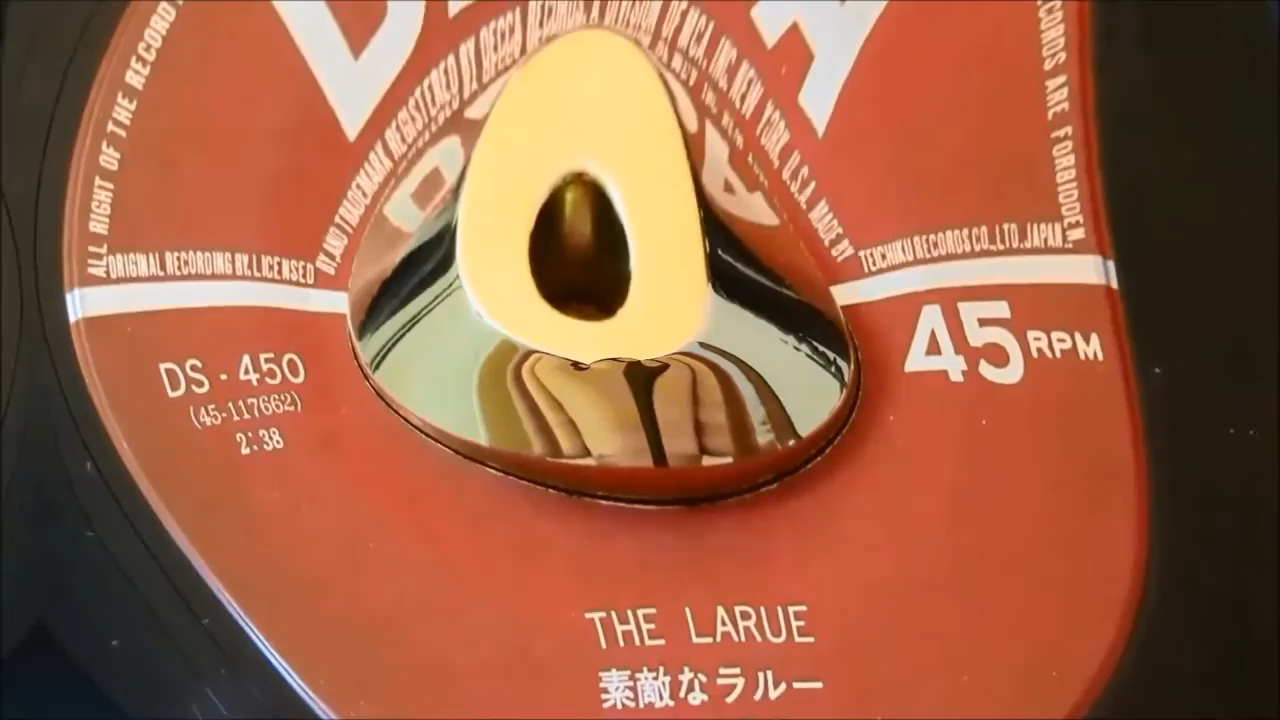 ALL RIGHT OF THE RECORD
ORIGINAL RECORDING BY. LICENSED
BY. AND TRADEMARK REGISTERED BY DECCA RECORDS, A DIVISION OF MCA. INC. NEW YORK, U.S.A. MADE BY
TEICHIKU RECORDS CO., LTD. JAPAN.
CORDS ARE FORBIDDEN.
DS - 450
(45-117662)
2:38
45 RPM
THE LARUE
素敵なラルー